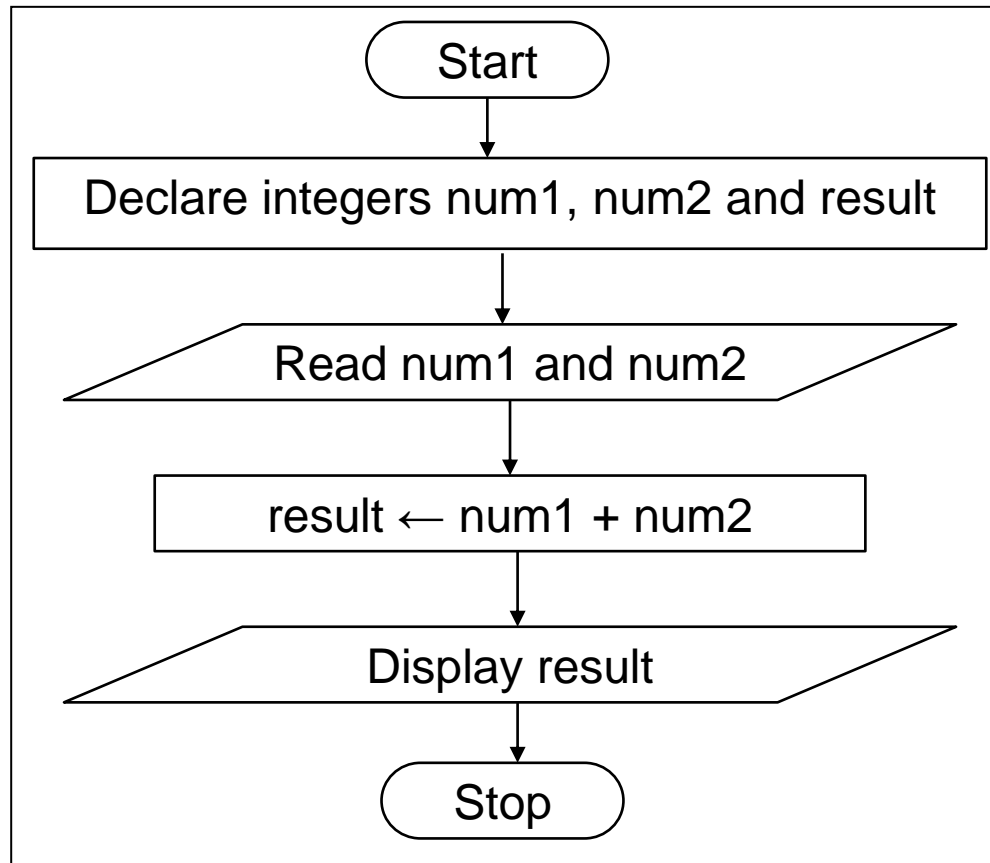 Start
Declare integers num1, num2 and result
Read num1 and num2
result ← num1 + num2
Display result
Stop